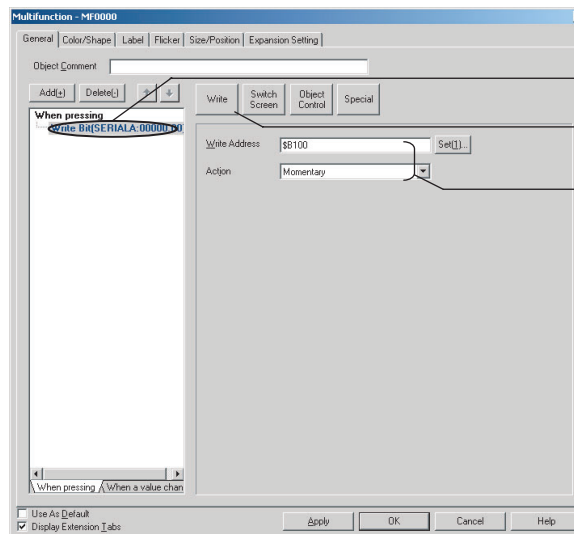 Multifunction - MF0000
General Color/Shape Label Flicker Size/Position Expansion Setting
Object Comment
Add(+) Delete(-) Write Switch Screen Object Control Special
When pressing
Write Bit(SERIALA:00000.00
Write Address $B100 Set(1)...
Action Momentary
When pressing When a value chan
Use As Default
Display Extension Tabs
Apply OK Cancel Help